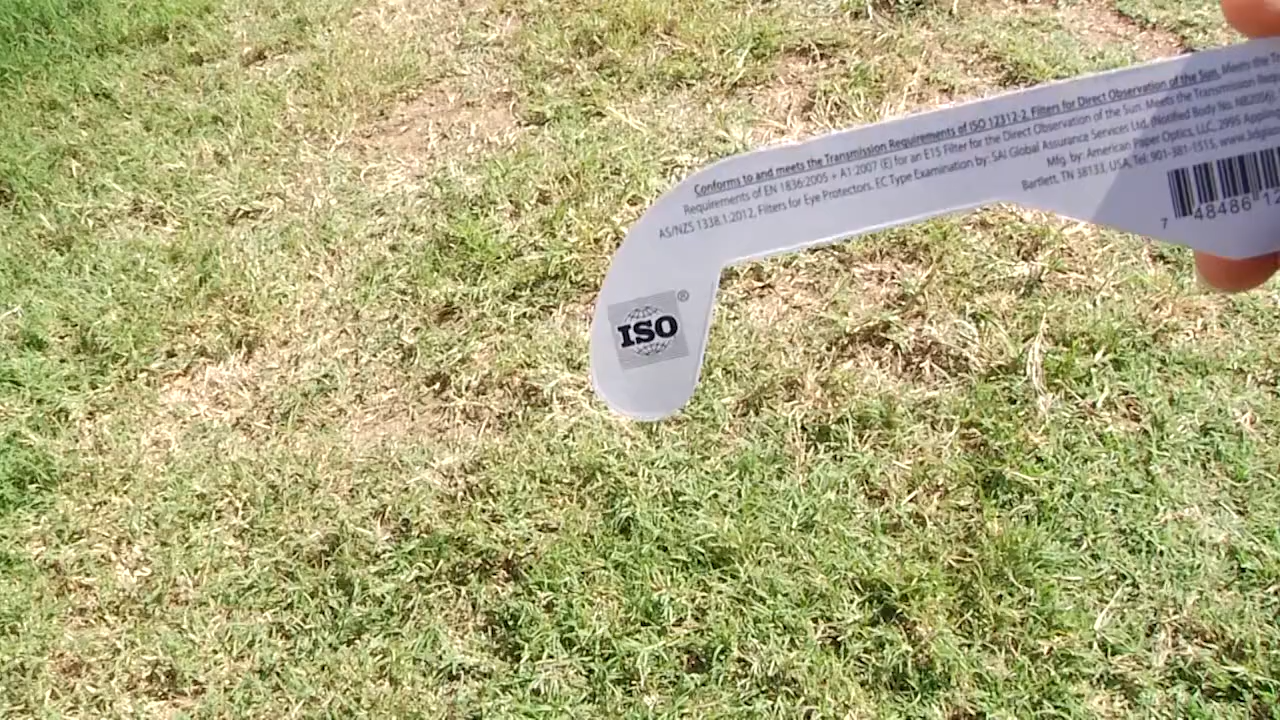 Conforms to and meets the Transmission Requirements of ISO 12312-2, Filters for Direct Observation of the Sun. Meets the
Requirements of EN 1836:2005 + A1:2007 (E) for an E15 Filter for the Direct Observation of the Sun. Meets the Transmission Req
AS/NZS 1338.1:2012, Filters for Eye Protectors. EC Type Examination by: SAI Global Assurance Services Ltd. (Notified Body No.
Mfg by: American Paper Optics, LLC, 2995 App
Bartlett, TN 38133, USA, Tel: 901-381-1515, www.
7 48486 12
ISO ®